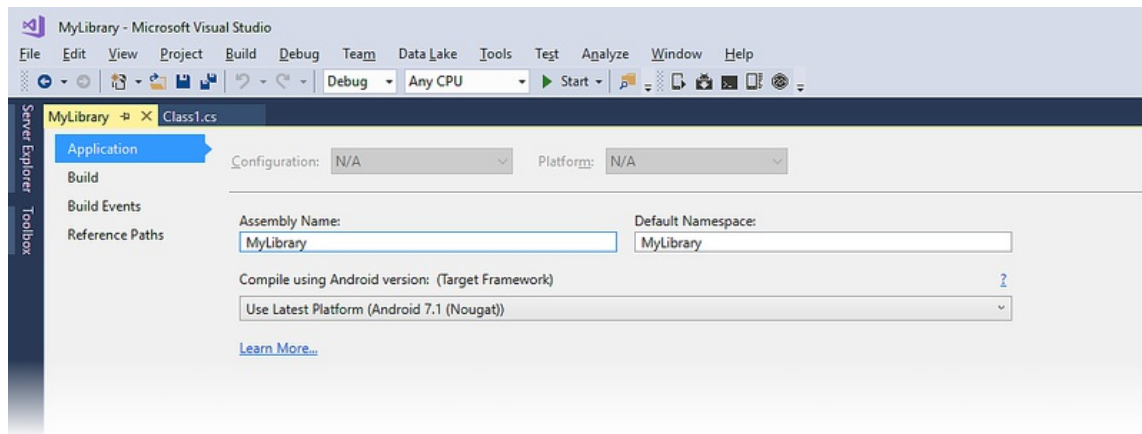 MyLibrary - Microsoft Visual Studio
File Edit View Project Build Debug Team Data Lake Tools Test Analyze Window Help
Debug Any CPU Start
Server Explorer
Toolbox
MyLibrary Class1.cs
Application
Build
Build Events
Reference Paths
Configuration: N/A Platform: N/A
Assembly Name: Default Namespace:
MyLibrary MyLibrary
Compile using Android version: (Target Framework) ?
Use Latest Platform (Android 7.1 (Nougat))
Learn More...